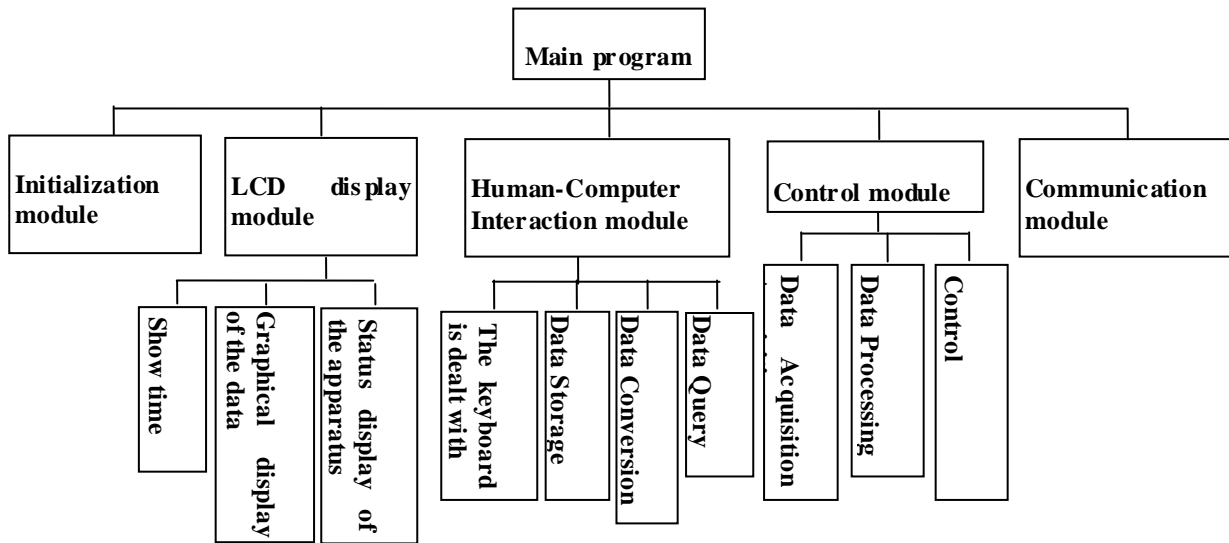 Main program
Initialization
module
LCD display
module
Human-Computer
Interaction module
Control module
Communication
module
Show time
Graphical display
of the data
Status display of
the apparatus
The keyboard
is dealt with
Data Storage
Data Conversion
Data Query
Data Acquisition
Data Processing
Control